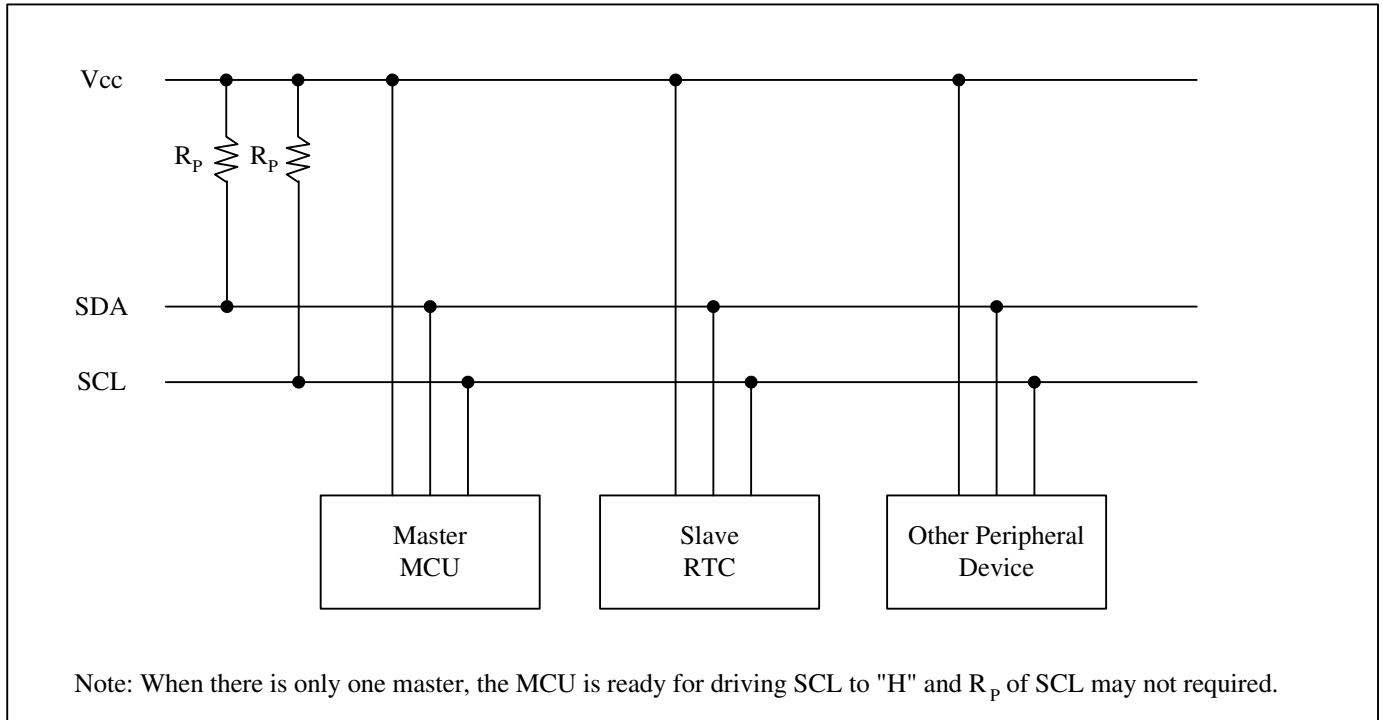 Vcc
R_P R_P
SDA
SCL
Master
MCU
Slave
RTC
Other Peripheral
Device
Note: When there is only one master, the MCU is ready for driving SCL to "H" and R_P of SCL may not required.